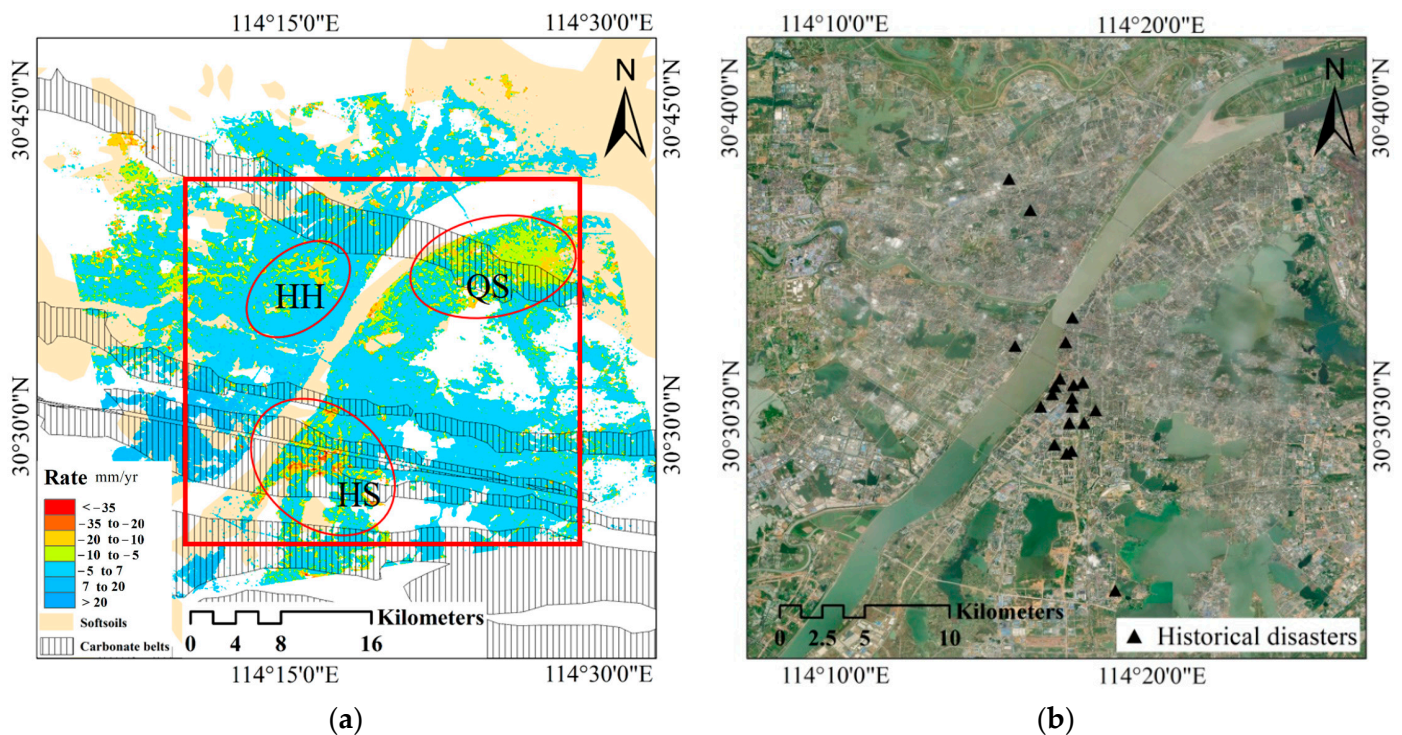 114°15'0"E 114°30'0"E
30°45'0"N
30°45'0"N
30°30'0"N
30°30'0"N
N
HH
QS
HS
Rate mm/yr
<-35
-35 to -20
-20 to -10
-10 to -5
-5 to 7
7 to 20
> 20
Softsoils
Carbonate belts
Kilometers
0 4 8 16
114°15'0"E 114°30'0"E
(a)
114°10'0"E 114°20'0"E
30°40'0"N
30°40'0"N
30°30'30"N
30°30'30"N
N
Kilometers
0 2.5 5 10
Historical disasters
114°10'0"E 114°20'0"E
(b)